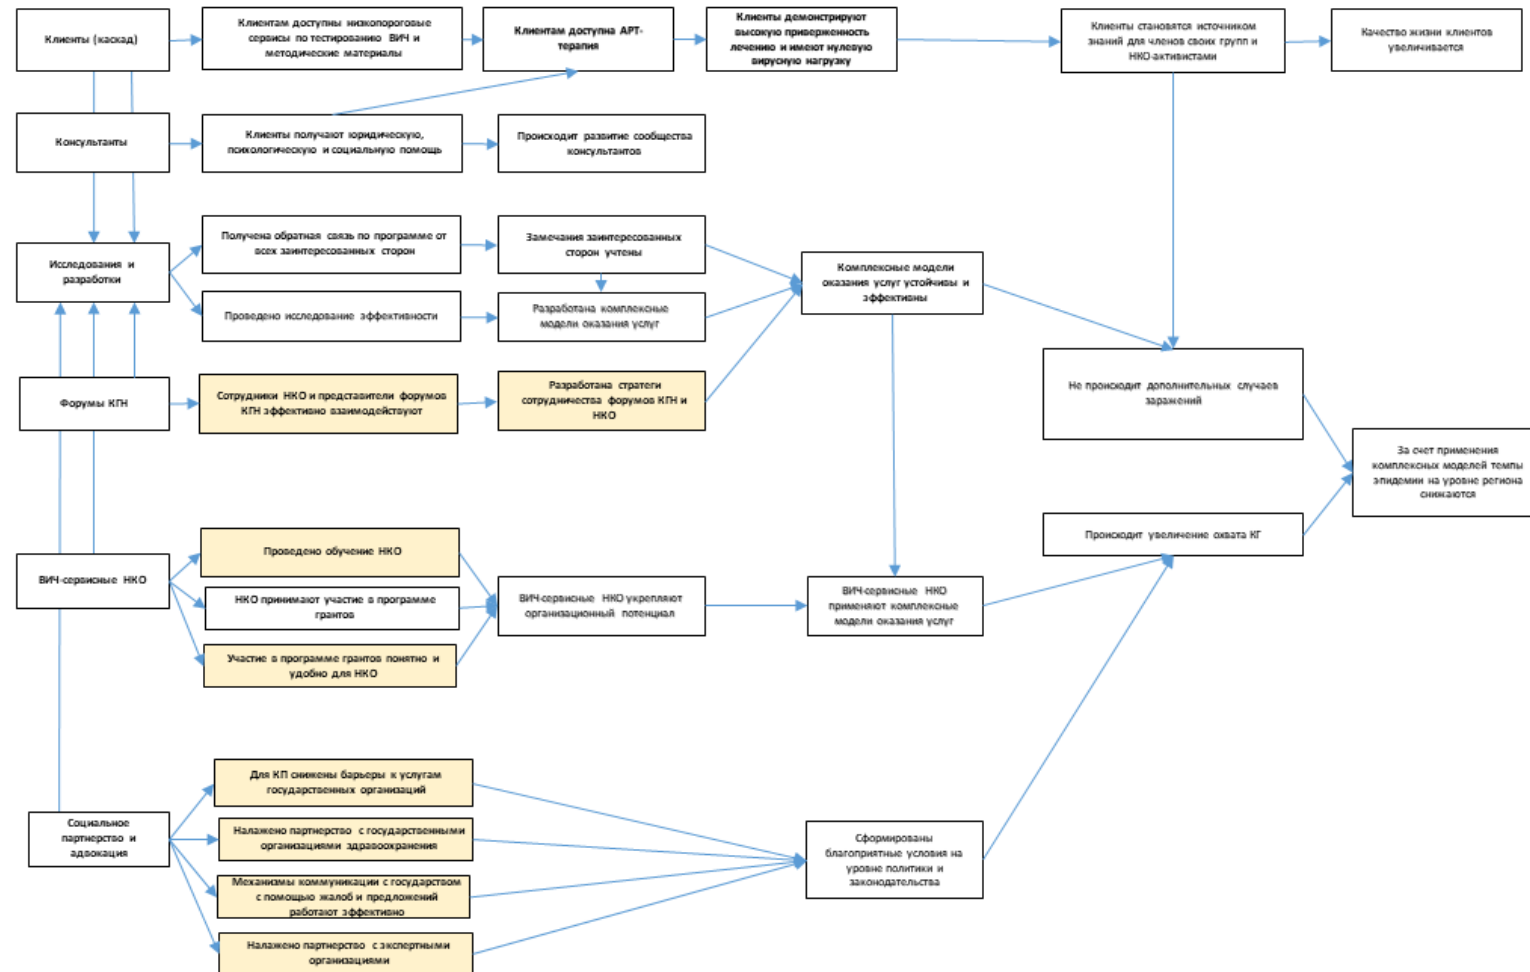 Клиенты (каскад)
Клиентам доступны низкопороговые
сервисы по тестированию ВИЧ и
методические материалы
Клиентам доступна АРТ-
терапия
Клиенты демонстрируют
высокую приверженность
лечению и имеют нулевую
вирусную нагрузку
Клиенты становятся источником
знаний для членов своих групп и
НКО-активистами
Качество жизни клиентов
увеличивается
Консультанты
Клиенты получают юридическую,
психологическую и социальную помощь
Происходит развитие сообщества
консультантов
Исследования и
разработки
Получена обратная связь по программе от
всех заинтересованных сторон
Замечания заинтересованных
сторон учтены
Проведено исследование эффективности
Разработана комплексные
модели оказания услуг
Комплексные модели
оказания услуг устойчивы и
эффективны
Форумы КГН
Сотрудники НКО и представители форумов
КГН эффективно взаимодействуют
Разработана стратеги
сотрудничества форумов КГН и
НКО
Не происходит дополнительных случаев
заражений
За счет применения
комплексных моделей темпы
эпидемии на уровне региона
снижаются
Происходит увеличение охвата КГ
ВИЧ-сервисные НКО
Проведено обучение НКО
НКО принимают участие в программе
грантов
Участие в программе грантов понятно и
удобно для НКО
ВИЧ-сервисные НКО укрепляют
организационный потенциал
ВИЧ-сервисные НКО
применяют комплексные
модели оказания услуг
Социальное
партнерство и
адвокация
Для КП снижены барьеры к услугам
государственных организаций
Налажено партнерство с государственными
организациями здравоохранения
Механизмы коммуникации с государством
с помощью жалоб и предложений
работают эффективно
Налажено партнерство с экспертными
организациями
Сформированы
благоприятные условия на
уровне политики и
законодательства